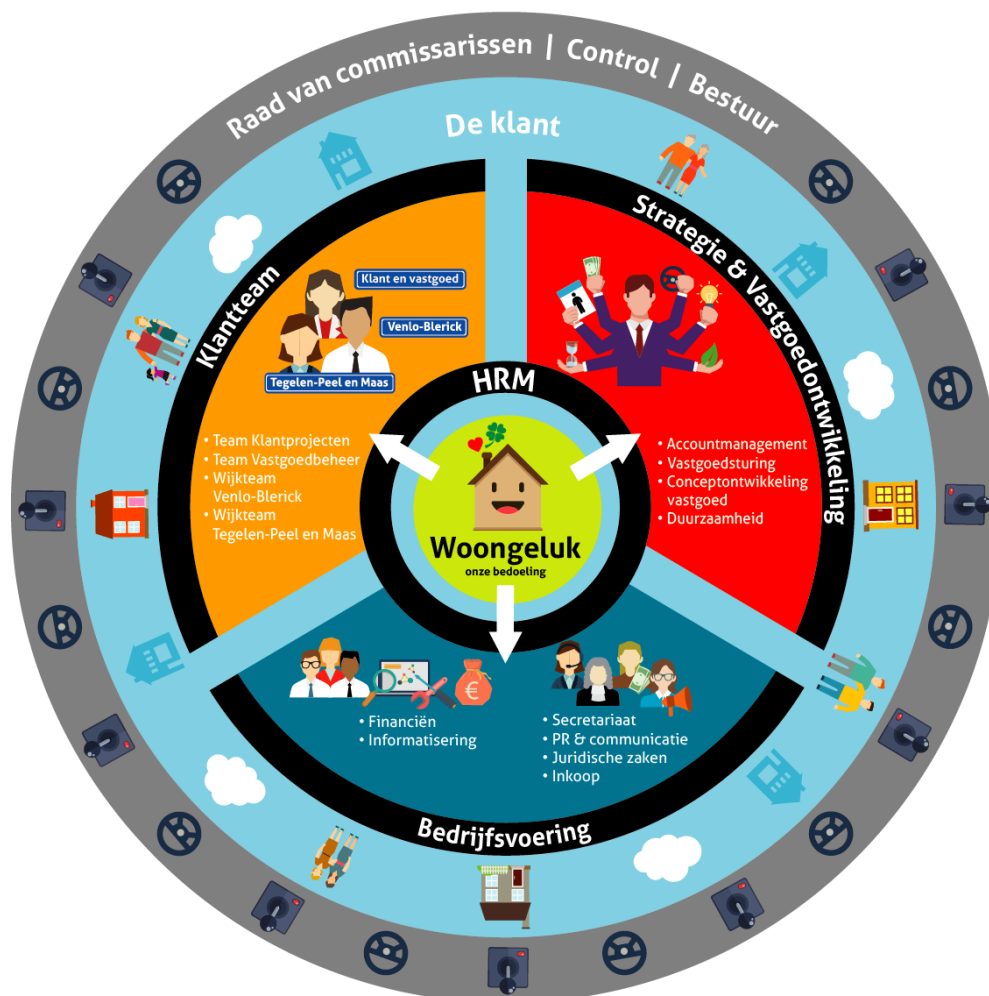 Raad van commissarissen | Control | Bestuur
De klant
Klantteam
Klant en vastgoed
Venlo-Blerick
Tegelen-Peel en Maas
• Team Klantprojecten
• Team Vastgoedbeheer
• Wijkteam
Venlo-Blerick
• Wijkteam
Tegelen-Peel en Maas
Strategie & Vastgoedontwikkeling
• Accountmanagement
• Vastgoedsturing
• Conceptontwikkeling
vastgoed
• Duurzaamheid
HRM
Woongeluk
onze bedoeling
€
• Financiën
• Informatisering
• Secretariaat
• PR & communicatie
• Juridische zaken
• Inkoop
Bedrijfsvoering